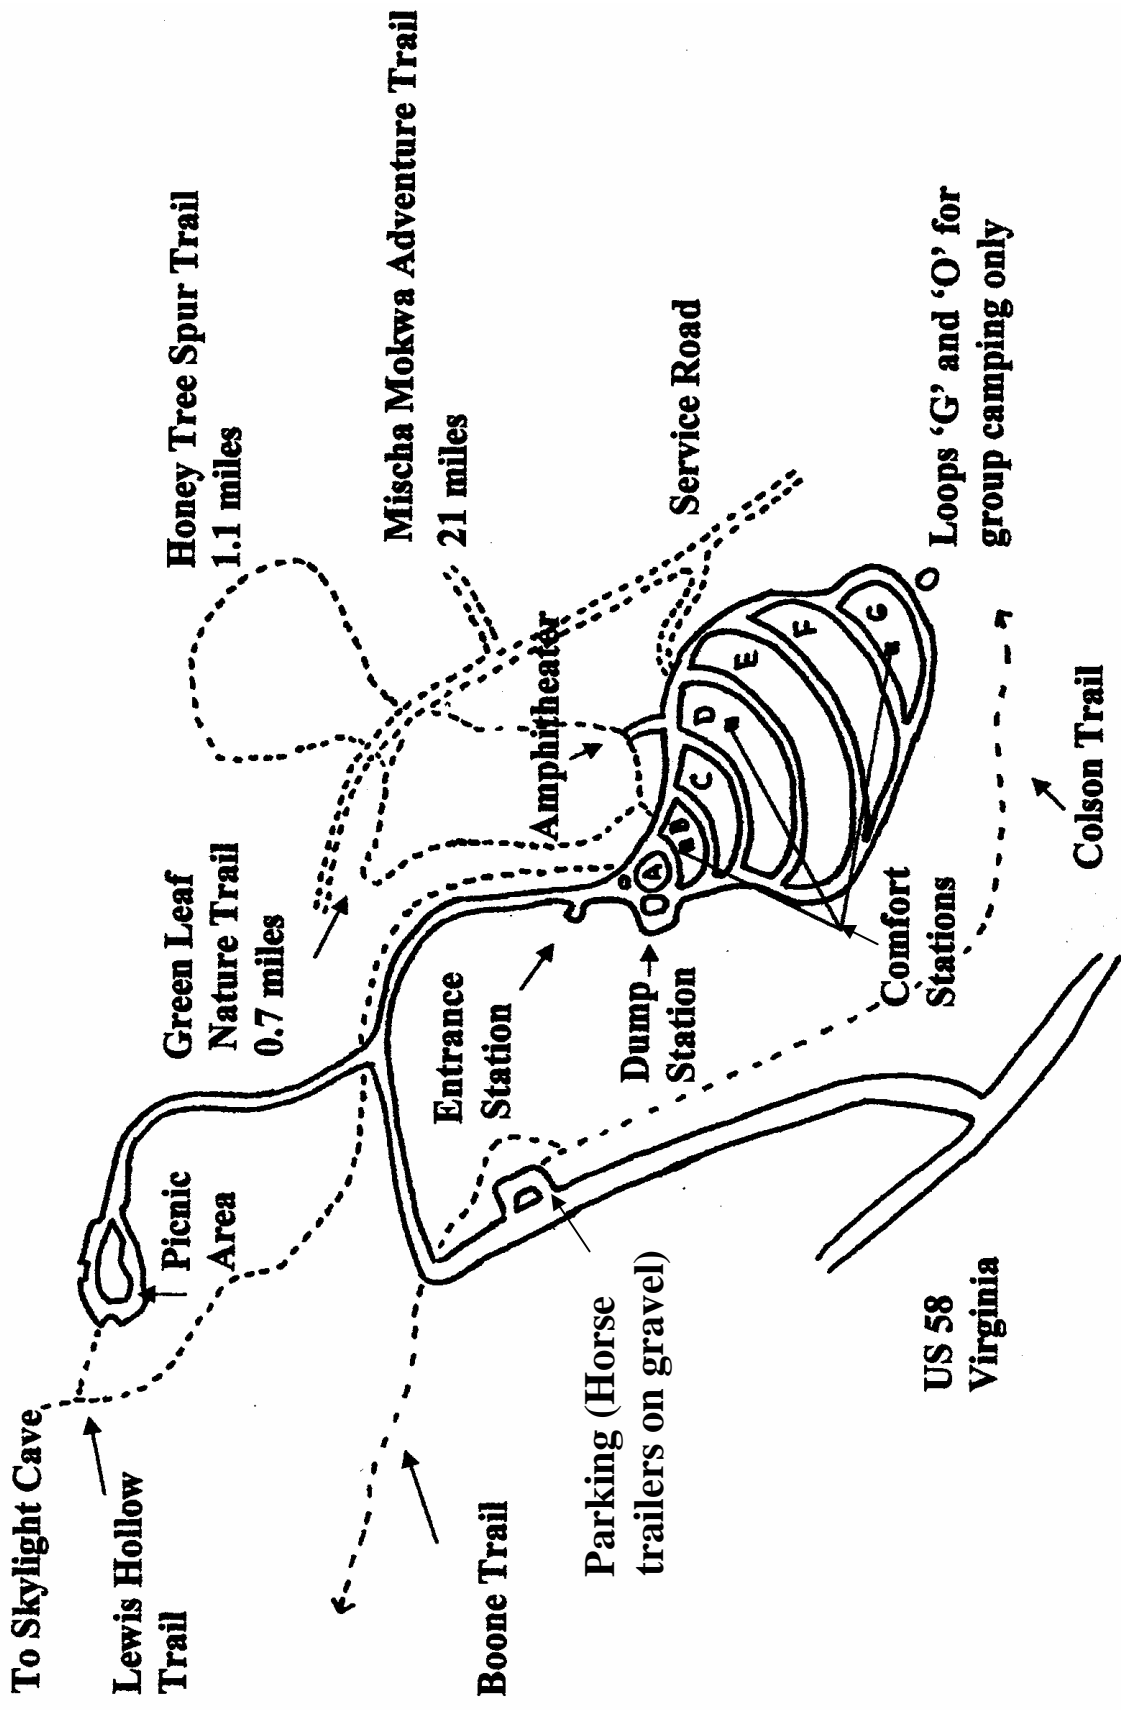 To Skylight Cave
Lewis Hollow
Trail
Picnic
Area
Green Leaf
Nature Trail
0.7 miles
Honey Tree Spur Trail
1.1 miles
Mischa Mokwa Adventure Trail
21 miles
Boone Trail
Entrance
Station
Amphitheater
Parking (Horse
trailers on gravel)
Dump
Station
Service Road
A
B
C
D
E
F
G
O
Comfort
Stations
Loops 'G' and 'O' for
group camping only
US 58
Virginia
Colson Trail